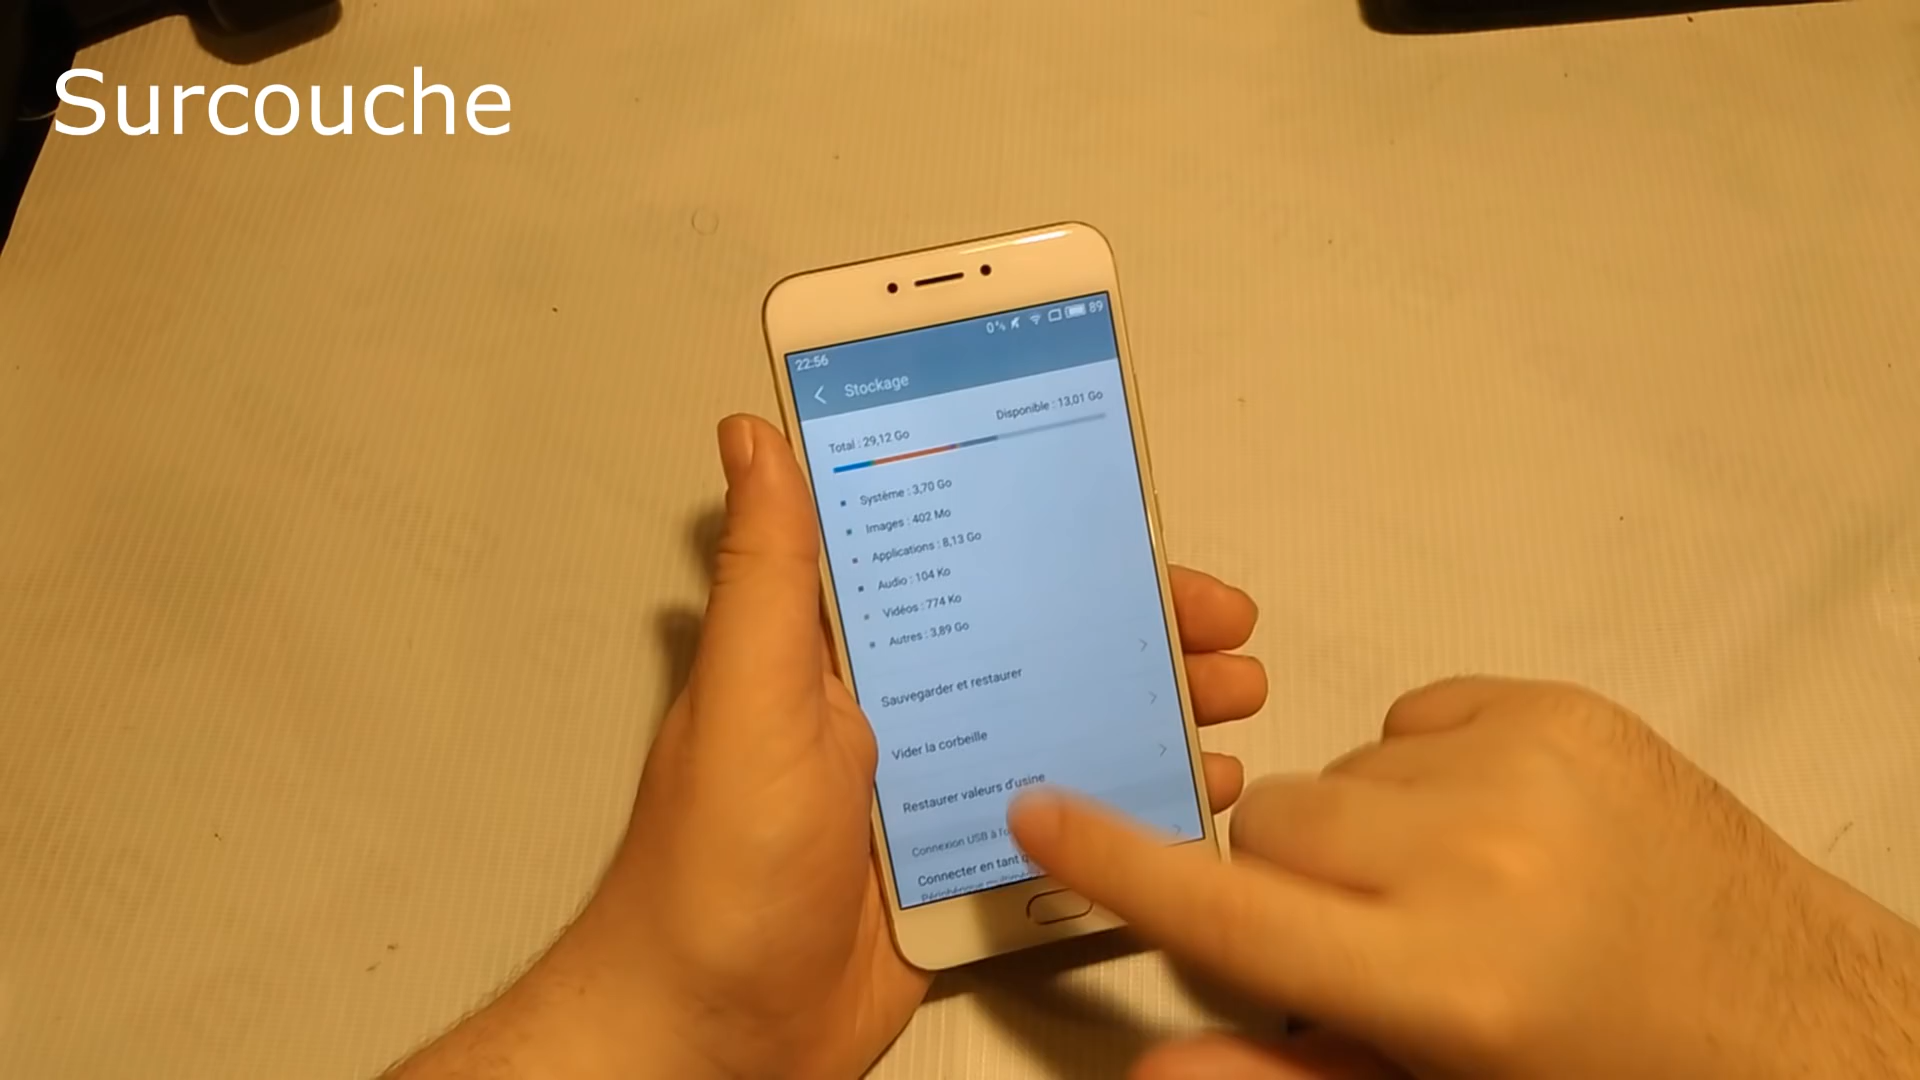 Surcouche
22:56
89
Stockage
Total : 29,12 Go
Disponible : 13,01 Go
Système : 3,70 Go
Images : 402 Mo
Applications : 8,13 Go
Audio : 104 Ko
Vidéos : 774 Ko
Autres : 3,89 Go
Sauvegarder et restaurer
Vider la corbeille
Restaurer valeurs d'usine
Connexion USB à
Connecter en tant